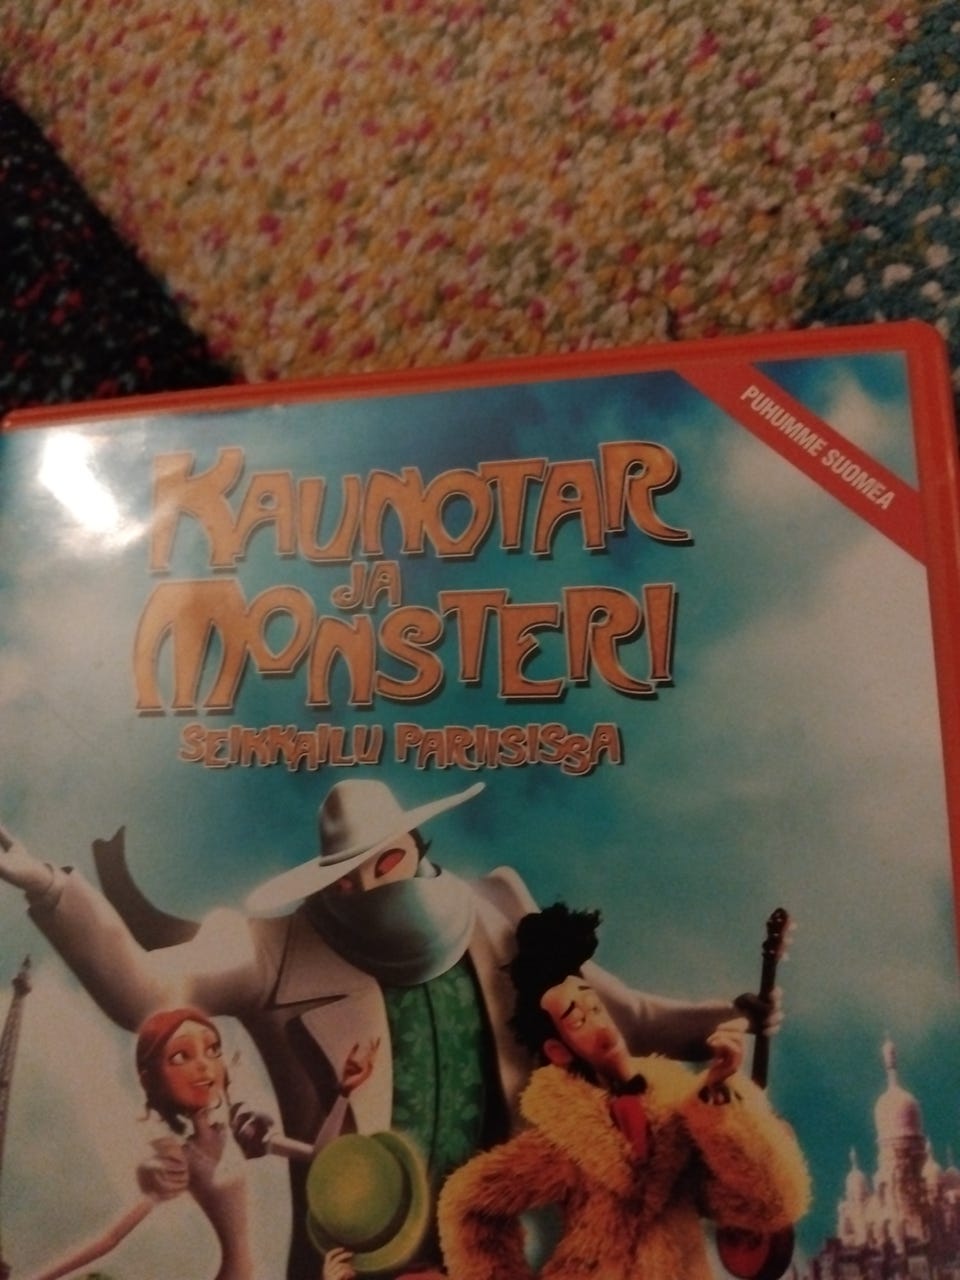 PUHUMME SUOMEA
KAUNOTAR
JA
MONSTERI
SEIKKAILU PARIISISSA